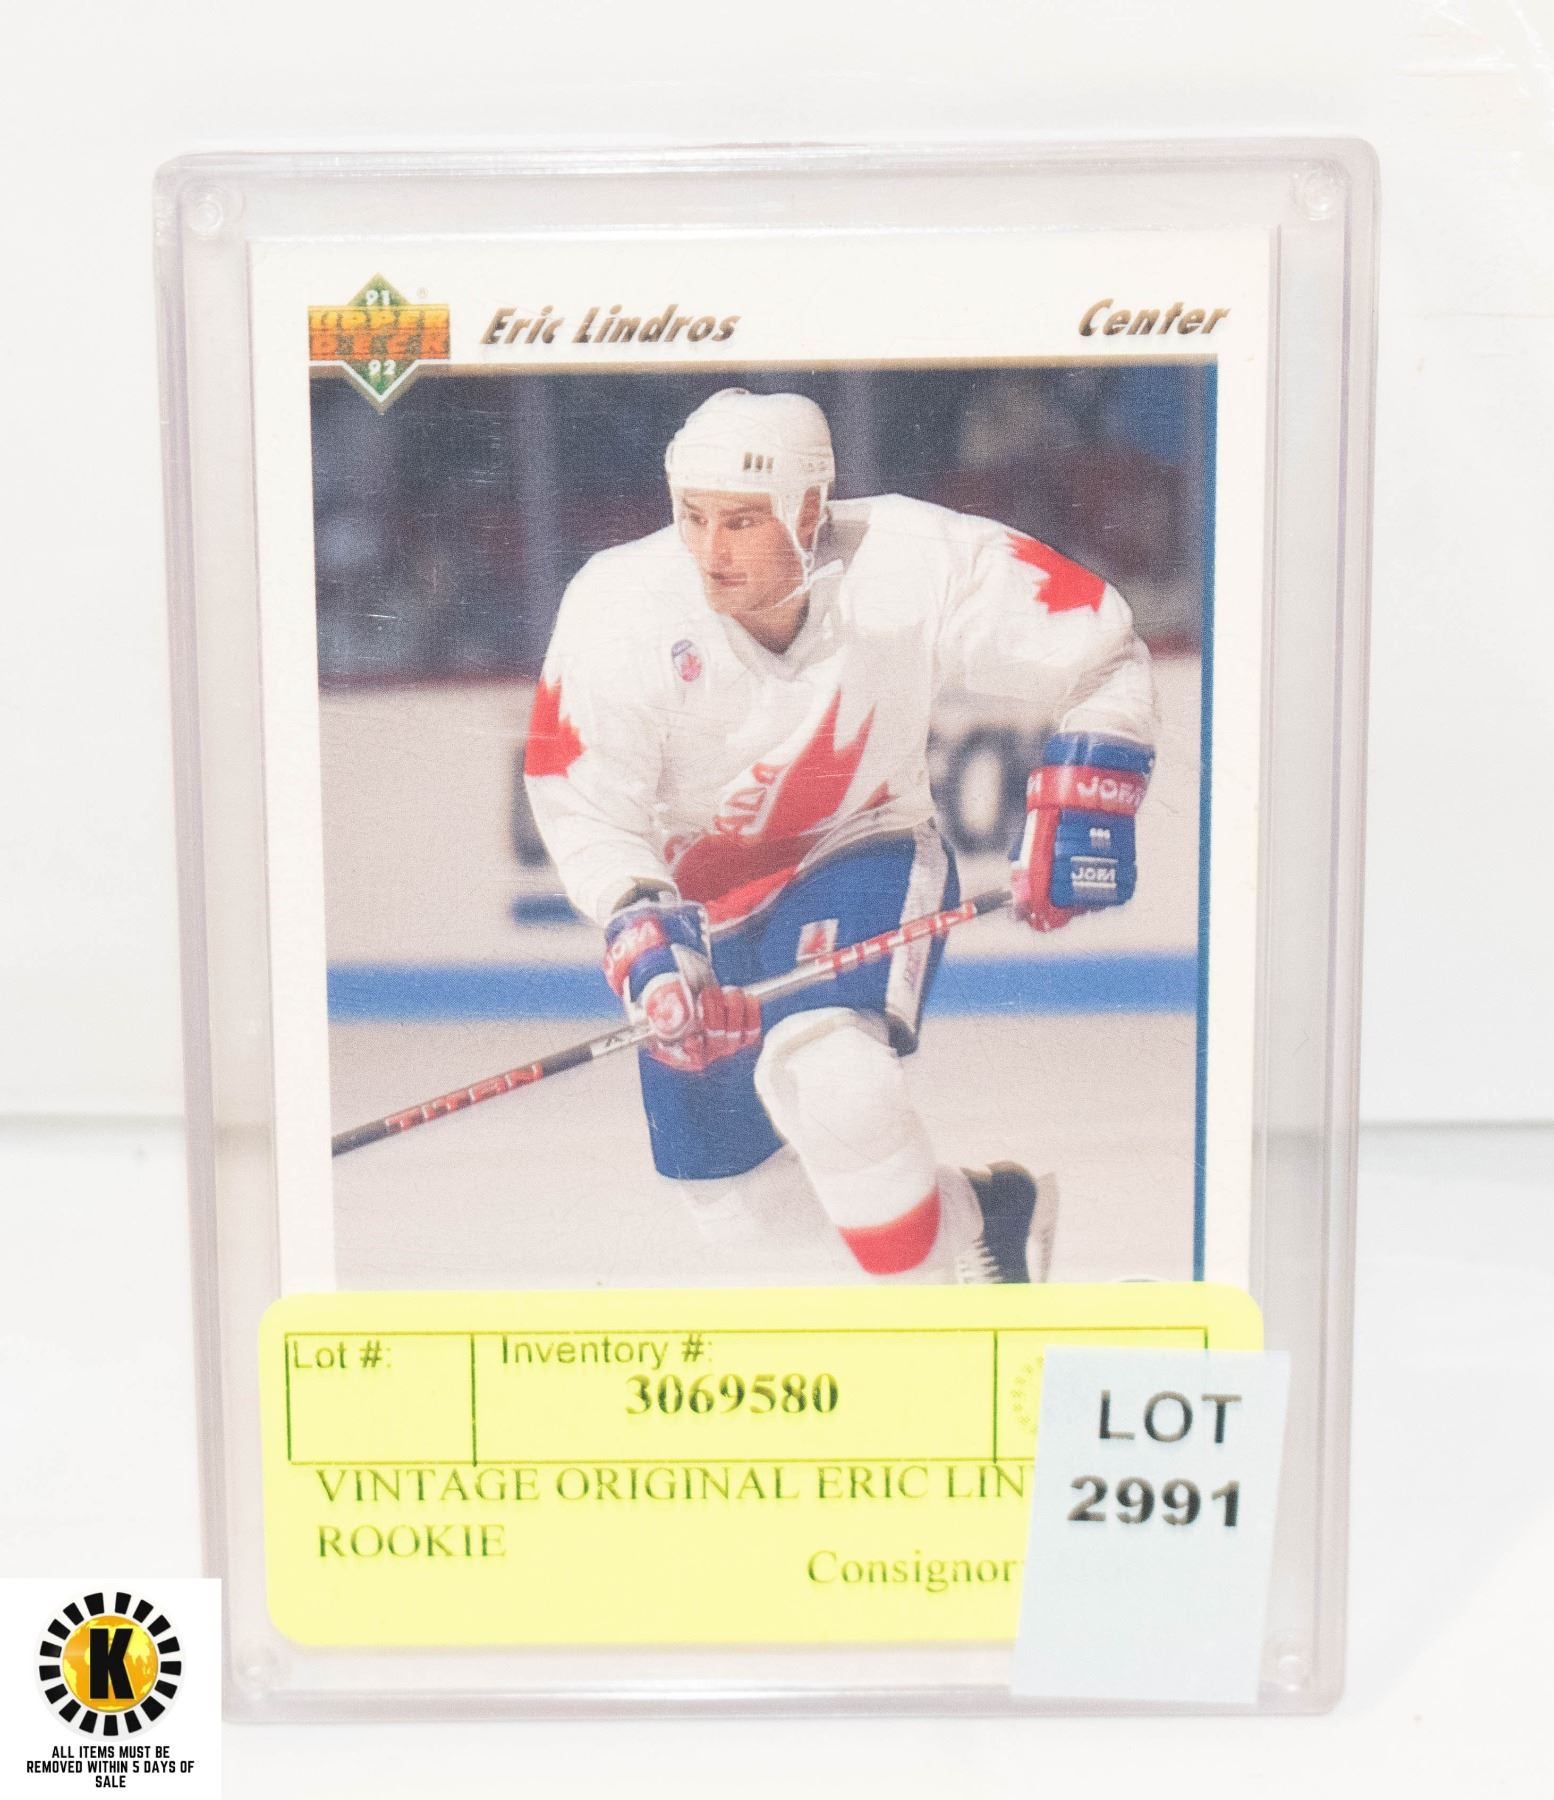 91
UPPER
DECK
92
Eric Lindros
Center
CANADA
JOFA
JOFA
JOFA
TITAN
TITAN
Lot #:
Inventory #:
3069580
VINTAGE ORIGINAL ERIC LIN
ROOKIE
Consignor
LOT
2991
K
ALL ITEMS MUST BE
REMOVED WITHIN 5 DAYS OF
SALE